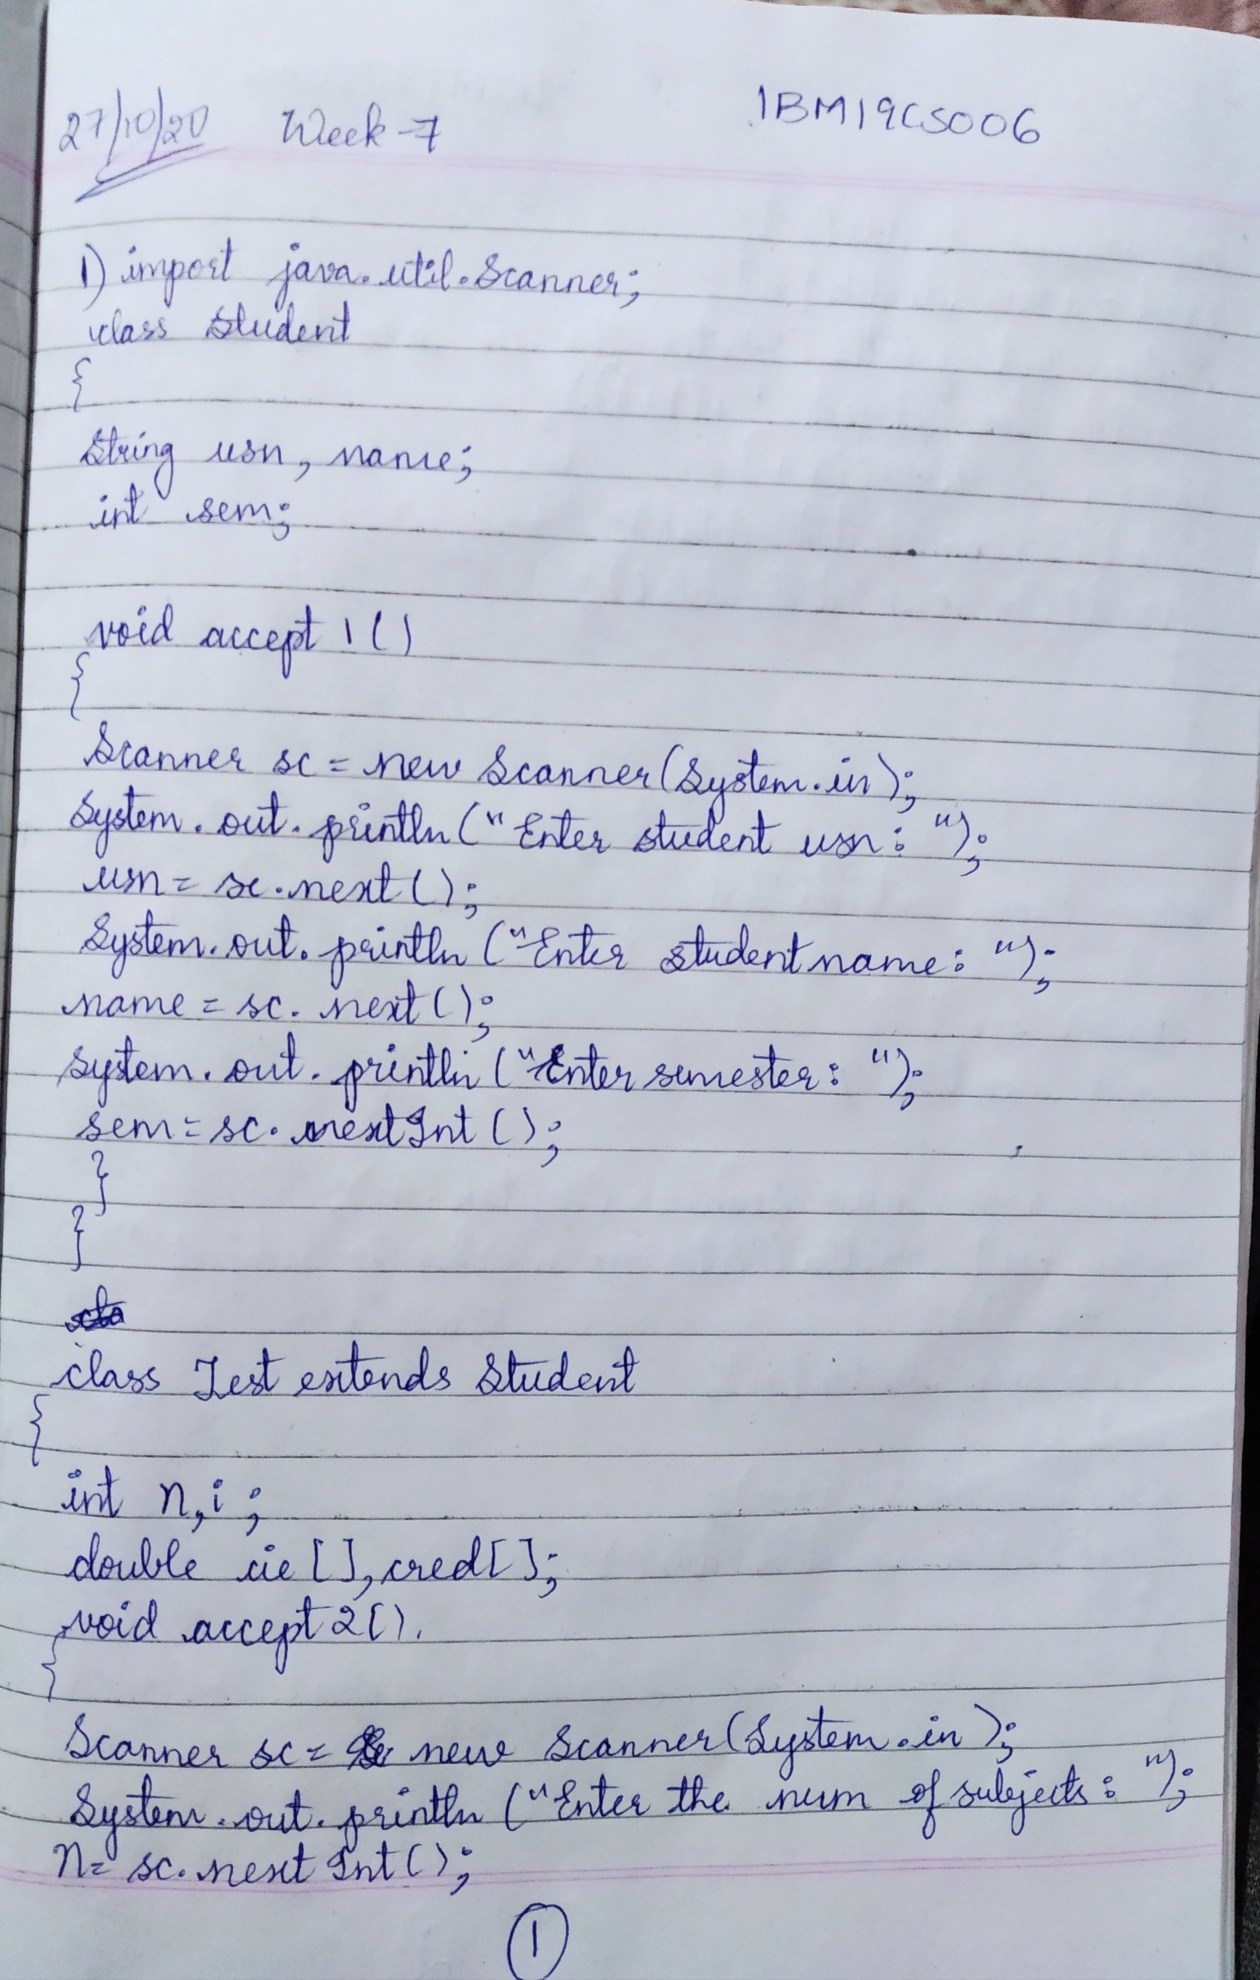 27/10/20 Week-7 1BM19CS006
1) import java.util.Scanner;
class Student
{
String usn, name;
int sem;
void accept1()
{
Scanner sc = new Scanner(System.in);
System.out.println("Enter student usn: ");
usn = sc.next();
System.out.println("Enter student name: ");
name = sc.next();
System.out.println("Enter semester: ");
sem = sc.nextInt();
}
}
class Test extends Student
{
int n,i;
double cie[],cred[];
void accept2().
{
Scanner sc = new Scanner(System.in);
System.out.println("Enter the num of subjects: ");
n= sc.nextInt();
1